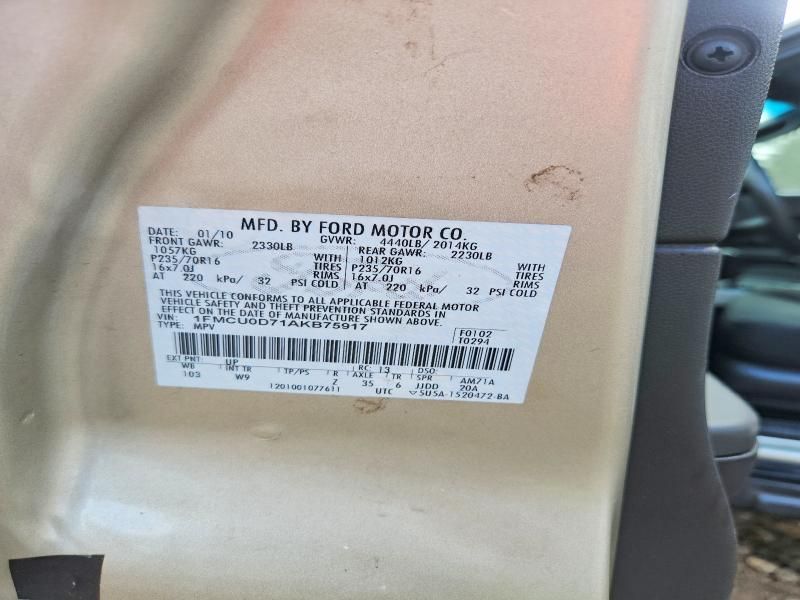 MFD. BY FORD MOTOR CO.
DATE: 01/10 GVWR: 4440LB/ 2014KG
FRONT GAWR: 2330LB REAR GAWR: 2230LB
1057KG WITH 1012KG WITH
P235/70R16 TIRES P235/70R16 TIRES
16x7.0J RIMS 16x7.0J RIMS
AT 220 kPa/ 32 PSI COLD AT 220 kPa/ 32 PSI COLD
THIS VEHICLE CONFORMS TO ALL APPLICABLE FEDERAL MOTOR
VEHICLE SAFETY AND THEFT PREVENTION STANDARDS IN
EFFECT ON THE DATE OF MANUFACTURE SHOWN ABOVE.
1FMCU0D71AKB75917 F0102
TYPE: MPV T0294
EXT PNT: UP RC: 13 DSO:
WB INT TR TP/PS R AXLE TR SPR AM71A
103 W9 Z 35 6 JJDD 20A
1201001077611 UTC ▽5U5A-1520472-BA